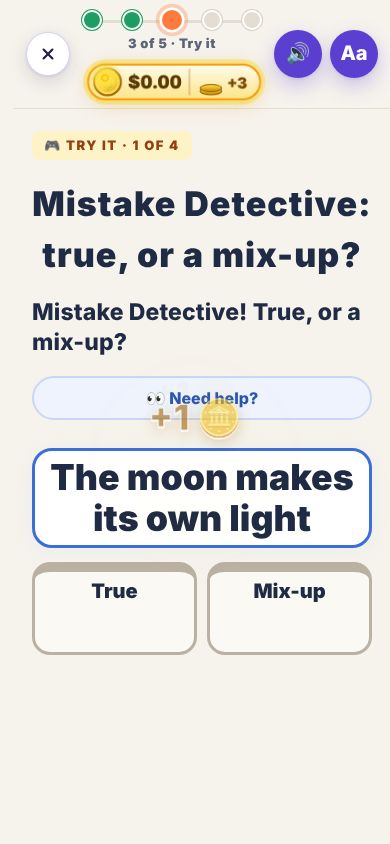 3 of 5 · Try it
$0.00
+3
Aa
🎮 TRY IT · 1 OF 4
Mistake Detective:
true, or a mix-up?
Mistake Detective! True, or a
mix-up?
👀 Need help?
+1
The moon makes
its own light
True
Mix-up